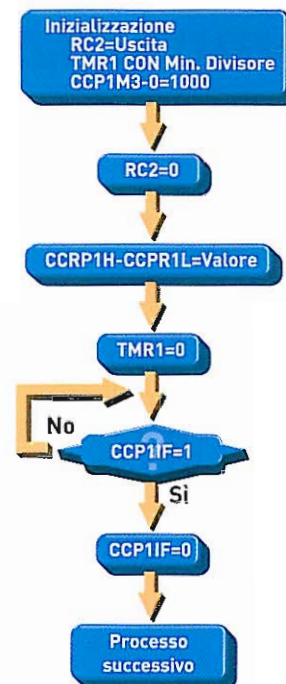 Inizializzazione
RC2=Uscita
TMR1 CON Min. Divisore
CCP1M3-0=1000
RC2=0
CCRP1H-CCPR1L=Valore
TMR1=0
No
?
CCP1IF=1
Sì
CCP1IF=0
Processo
successivo